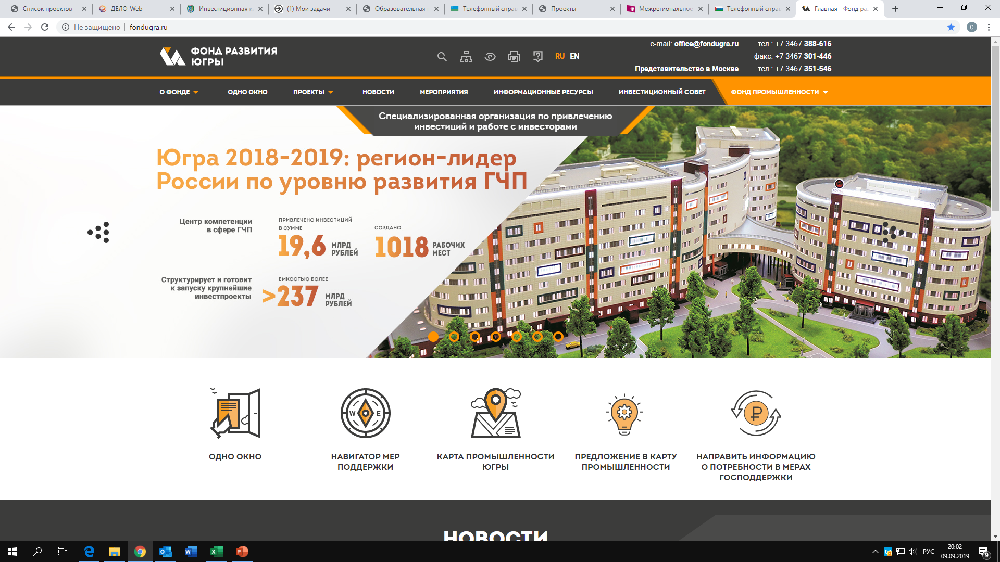 Список проектов -
ДЕЛО-Web
Инвестиционная к
(1) Мои задачи
Образовательная
Телефонный справ
Проекты
Межрегиональное
Телефонный справ
Главная - Фонд ра
Не защищено
fondugra.ru
С
ФОНД РАЗВИТИЯ
ЮГРЫ
RU EN
e-mail: office@fondugra.ru
тел.: +7 3467 388-616
факс: +7 3467 301-446
Представительство в Москве
тел.: +7 3467 351-546
О ФОНДЕ
ОДНО ОКНО
ПРОЕКТЫ
НОВОСТИ
МЕРОПРИЯТИЯ
ИНФОРМАЦИОННЫЕ РЕСУРСЫ
ИНВЕСТИЦИОННЫЙ СОВЕТ
ФОНД ПРОМЫШЛЕННОСТИ
Специализированная организация по привлечению
инвестиций и работе с инвесторами
Югра 2018-2019: регион-лидер
России по уровню развития ГЧП
Центр компетенции
в сфере ГЧП
ПРИВЛЕЧЕНО ИНВЕСТИЦИЙ
В СУММЕ
19,6 МЛРД
РУБЛЕЙ
СОЗДАНО
1018 РАБОЧИХ
МЕСТ
Структурирует и готовит
к запуску крупнейшие
инвестпроекты
ЕМКОСТЬЮ БОЛЕЕ
>237 МЛРД
РУБЛЕЙ
W E
ОДНО ОКНО
НАВИГАТОР МЕР
ПОДДЕРЖКИ
КАРТА ПРОМЫШЛЕННОСТИ
ЮГРЫ
ПРЕДЛОЖЕНИЕ В КАРТУ
ПРОМЫШЛЕННОСТИ
НАПРАВИТЬ ИНФОРМАЦИЮ
О ПОТРЕБНОСТИ В МЕРАХ
ГОСПОДДЕРЖКИ
НОВОСТИ
РУС
20:02
09.09.2019
9